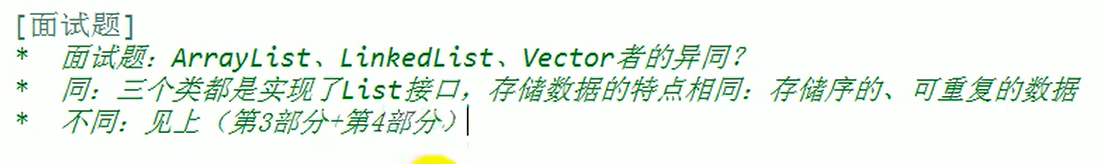 [面试题]
* 面试题：ArrayList、LinkedList、Vector者的异同？
* 同：三个类都是实现了List接口，存储数据的特点相同：存储序的、可重复的数据
* 不同：见上（第3部分+第4部分）